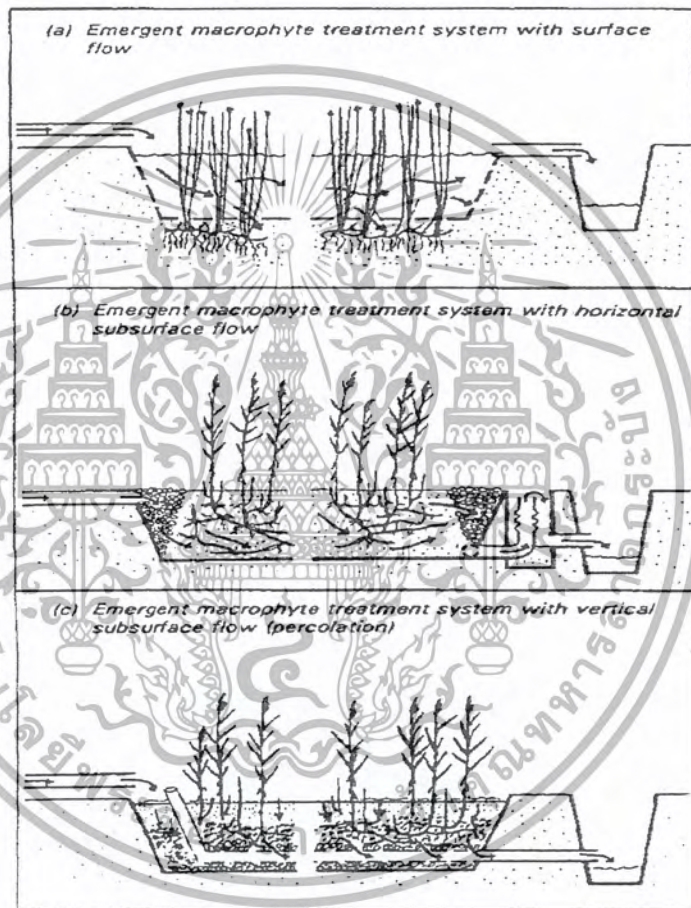 (a) Emergent macrophyte treatment system with surface
flow
(b) Emergent macrophyte treatment system with horizontal
subsurface flow
(c) Emergent macrophyte treatment system with vertical
subsurface flow (percolation)